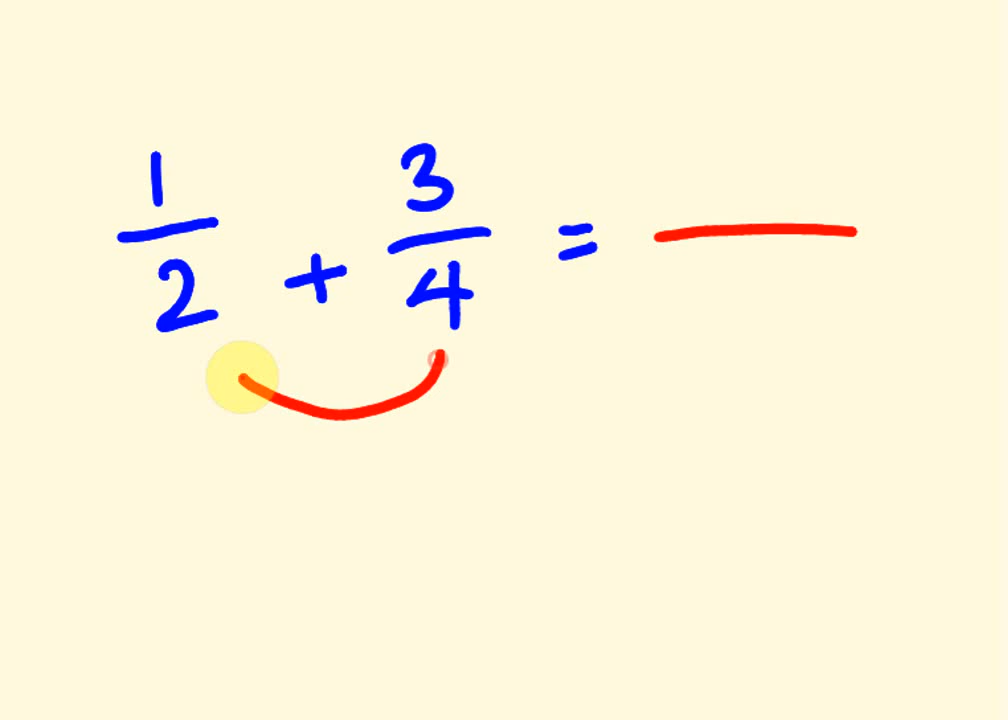 1/2 + 3/4 =